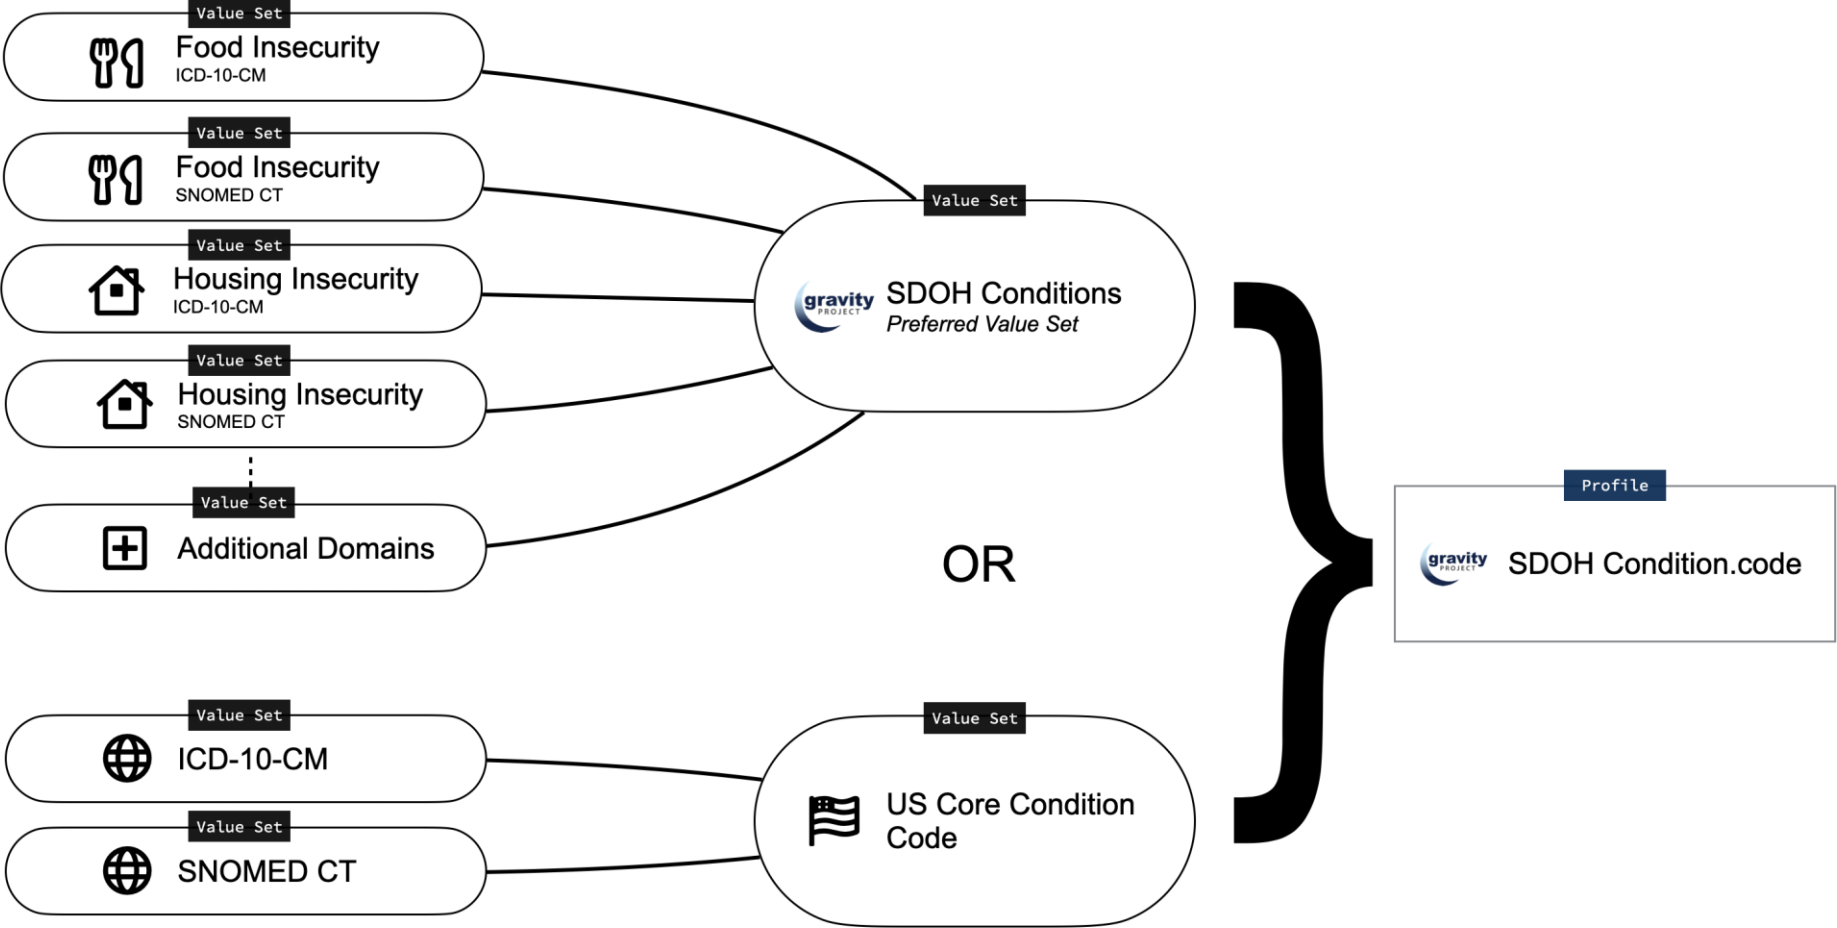 Value Set
Food Insecurity
ICD-10-CM
Value Set
Food Insecurity
SNOMED CT
Value Set
Housing Insecurity
ICD-10-CM
Value Set
Housing Insecurity
SNOMED CT
Value Set
Additional Domains
Value Set
gravity
PROJECT
SDOH Conditions
Preferred Value Set
OR
Value Set
ICD-10-CM
Value Set
SNOMED CT
Value Set
US Core Condition
Code
Profile
gravity
PROJECT
SDOH Condition.code